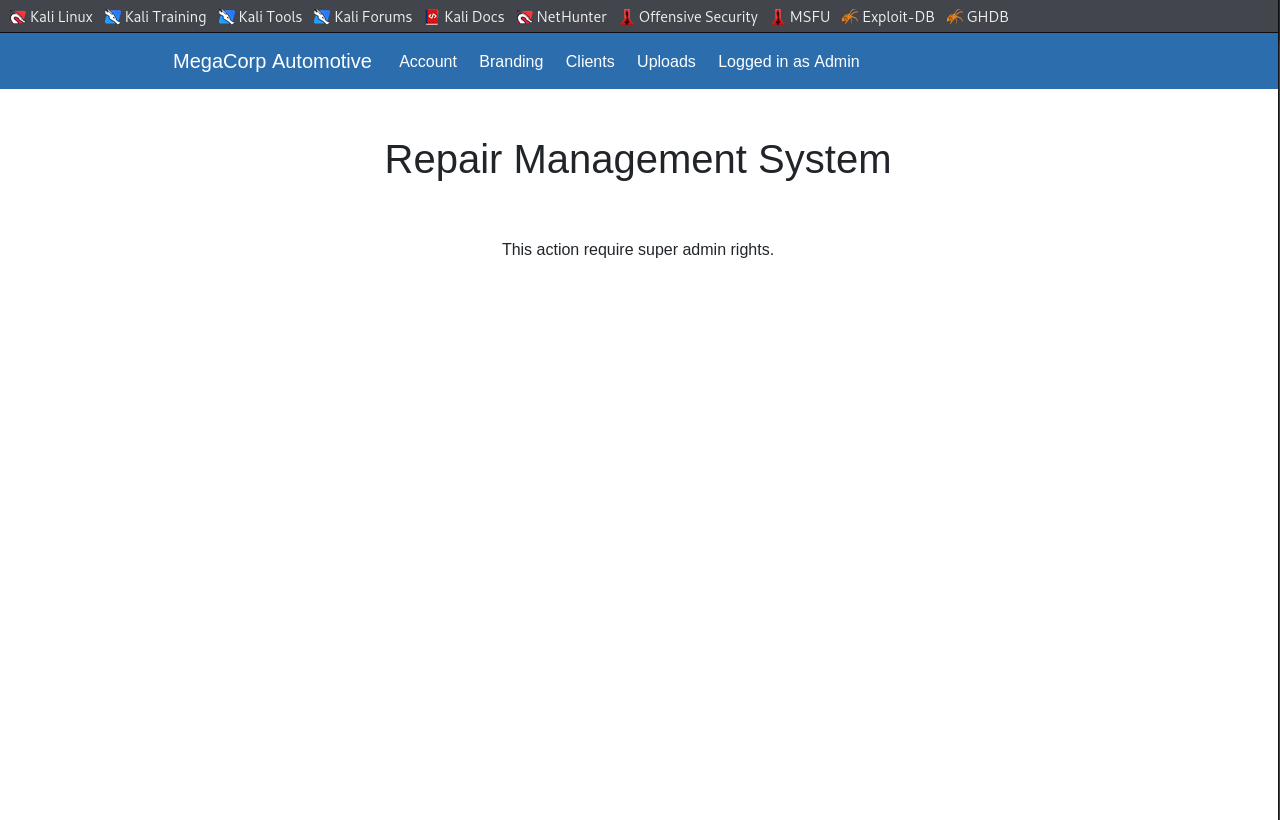 Kali Linux Kali Training Kali Tools Kali Forums Kali Docs NetHunter Offensive Security MSFU Exploit-DB GHDB
MegaCorp Automotive Account Branding Clients Uploads Logged in as Admin
Repair Management System
This action require super admin rights.